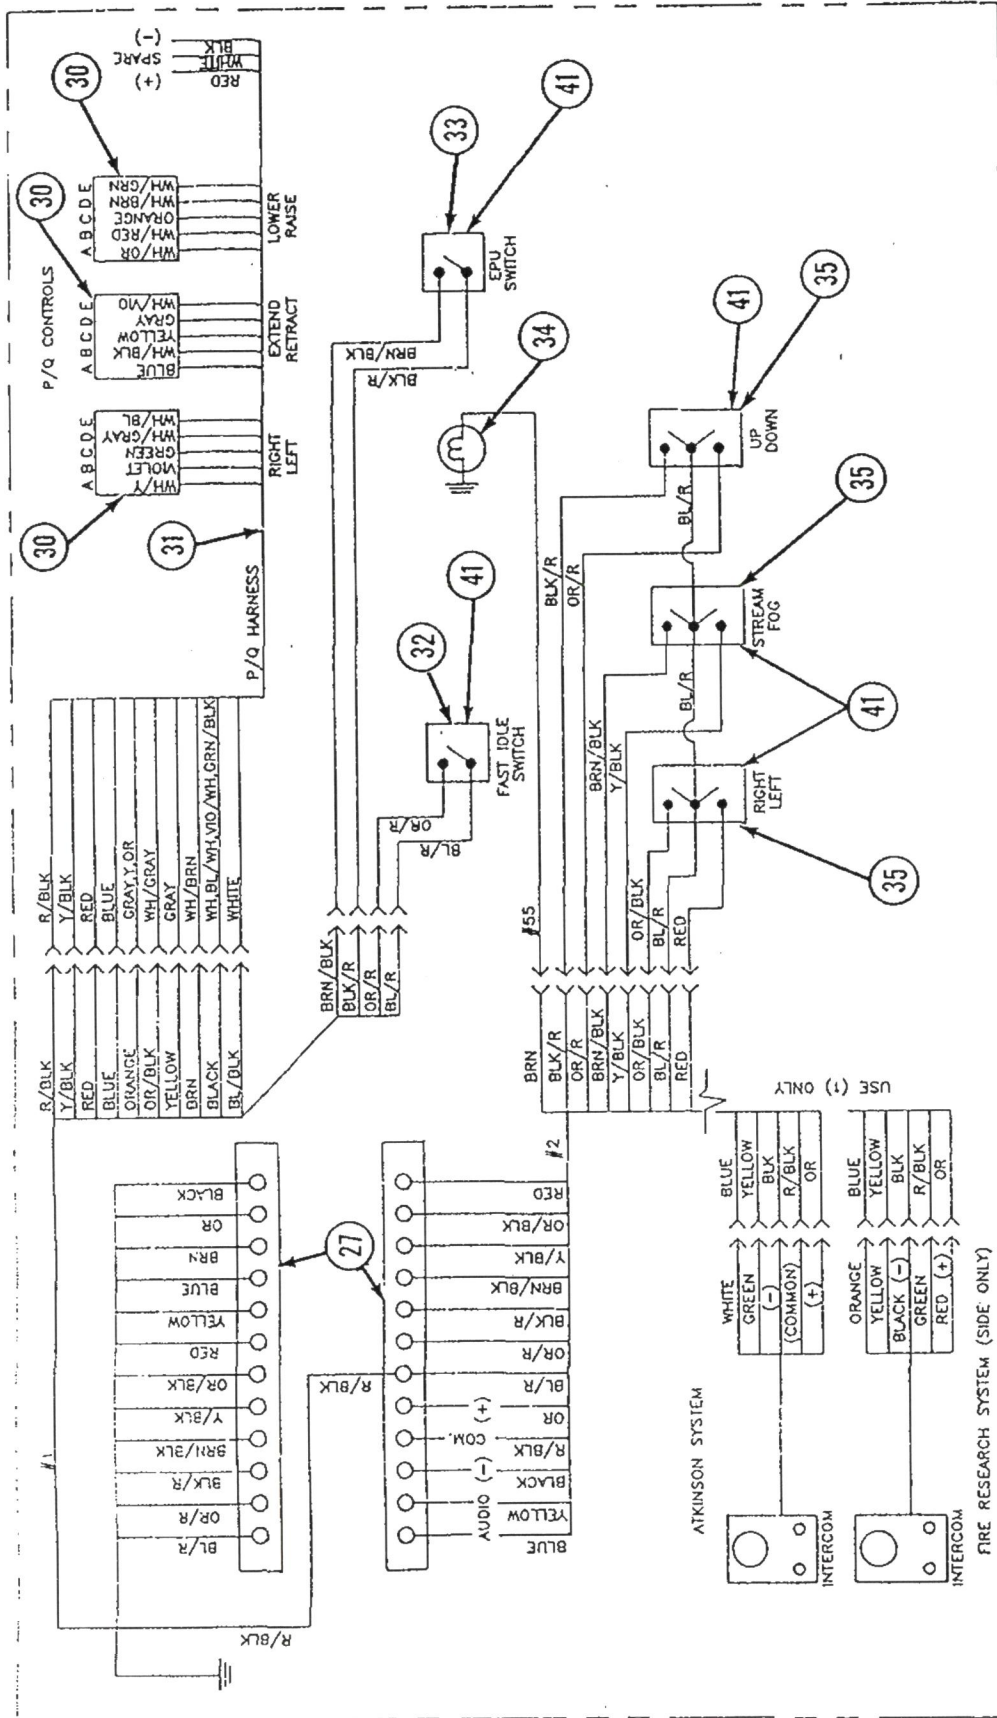 P/Q CONTROLS
30
30
30
31
A B C D E
WH/Y
VIOLET
GREEN
WH/GRAY
WH/BL
RIGHT
LEFT
A B C D E
BLUE
WH/BLK
YELLOW
GRAY
WH/VIO
EXTEND
RETRACT
A B C D E
WH/OR
WH/RED
ORANGE
WH/BRN
WH/GRN
LOWER
RAISE
RED (+)
WHITE SPARE
BLK (-)
P/Q HARNESS
R/BLK
Y/BLK
RED
BLUE
GRAY,Y,OR
WH/GRAY
GRAY
WH/BRN
WH,BL/WH,VIO/WH,GRN/BLK
WHITE
R/BLK
Y/BLK
RED
BLUE
ORANGE
OR/BLK
YELLOW
BRN
BLACK
BL/BLK
#1
BL/R
OR/R
BLK/R
BRN/BLK
Y/BLK
OR/BLK
RED
YELLOW
BLUE
BRN
OR
BLACK
27
R/BLK
R/BLK
BRN/BLK
BLK/R
OR/R
BL/R
BRN/BLK
BLK/R
OR/R
BL/R
32
41
FAST IDLE
SWITCH
33
41
EPU
SWITCH
34
AUDIO (-) COM. (+)
BLUE
YELLOW
BLACK
R/BLK
OR
BL/R
OR/R
BLK/R
BRN/BLK
Y/BLK
OR/BLK
RED
#2
BRN
BLK/R
OR/R
BRN/BLK
Y/BLK
OR/BLK
BL/R
RED
#55
BLK/R
OR/R
BRN/BLK
Y/BLK
OR/BLK
BL/R
RED
BL/R
BL/R
RIGHT
LEFT
35
STREAM
FOG
35
41
UP
DOWN
41
35
ATKINSON SYSTEM
INTERCOM
WHITE
GREEN
(-)
(COMMON)
(+)
BLUE
YELLOW
BLK
R/BLK
OR
USE (1) ONLY
INTERCOM
ORANGE
YELLOW
BLACK (-)
GREEN
RED (+)
BLUE
YELLOW
BLK
R/BLK
OR
FIRE RESEARCH SYSTEM (SIDE ONLY)